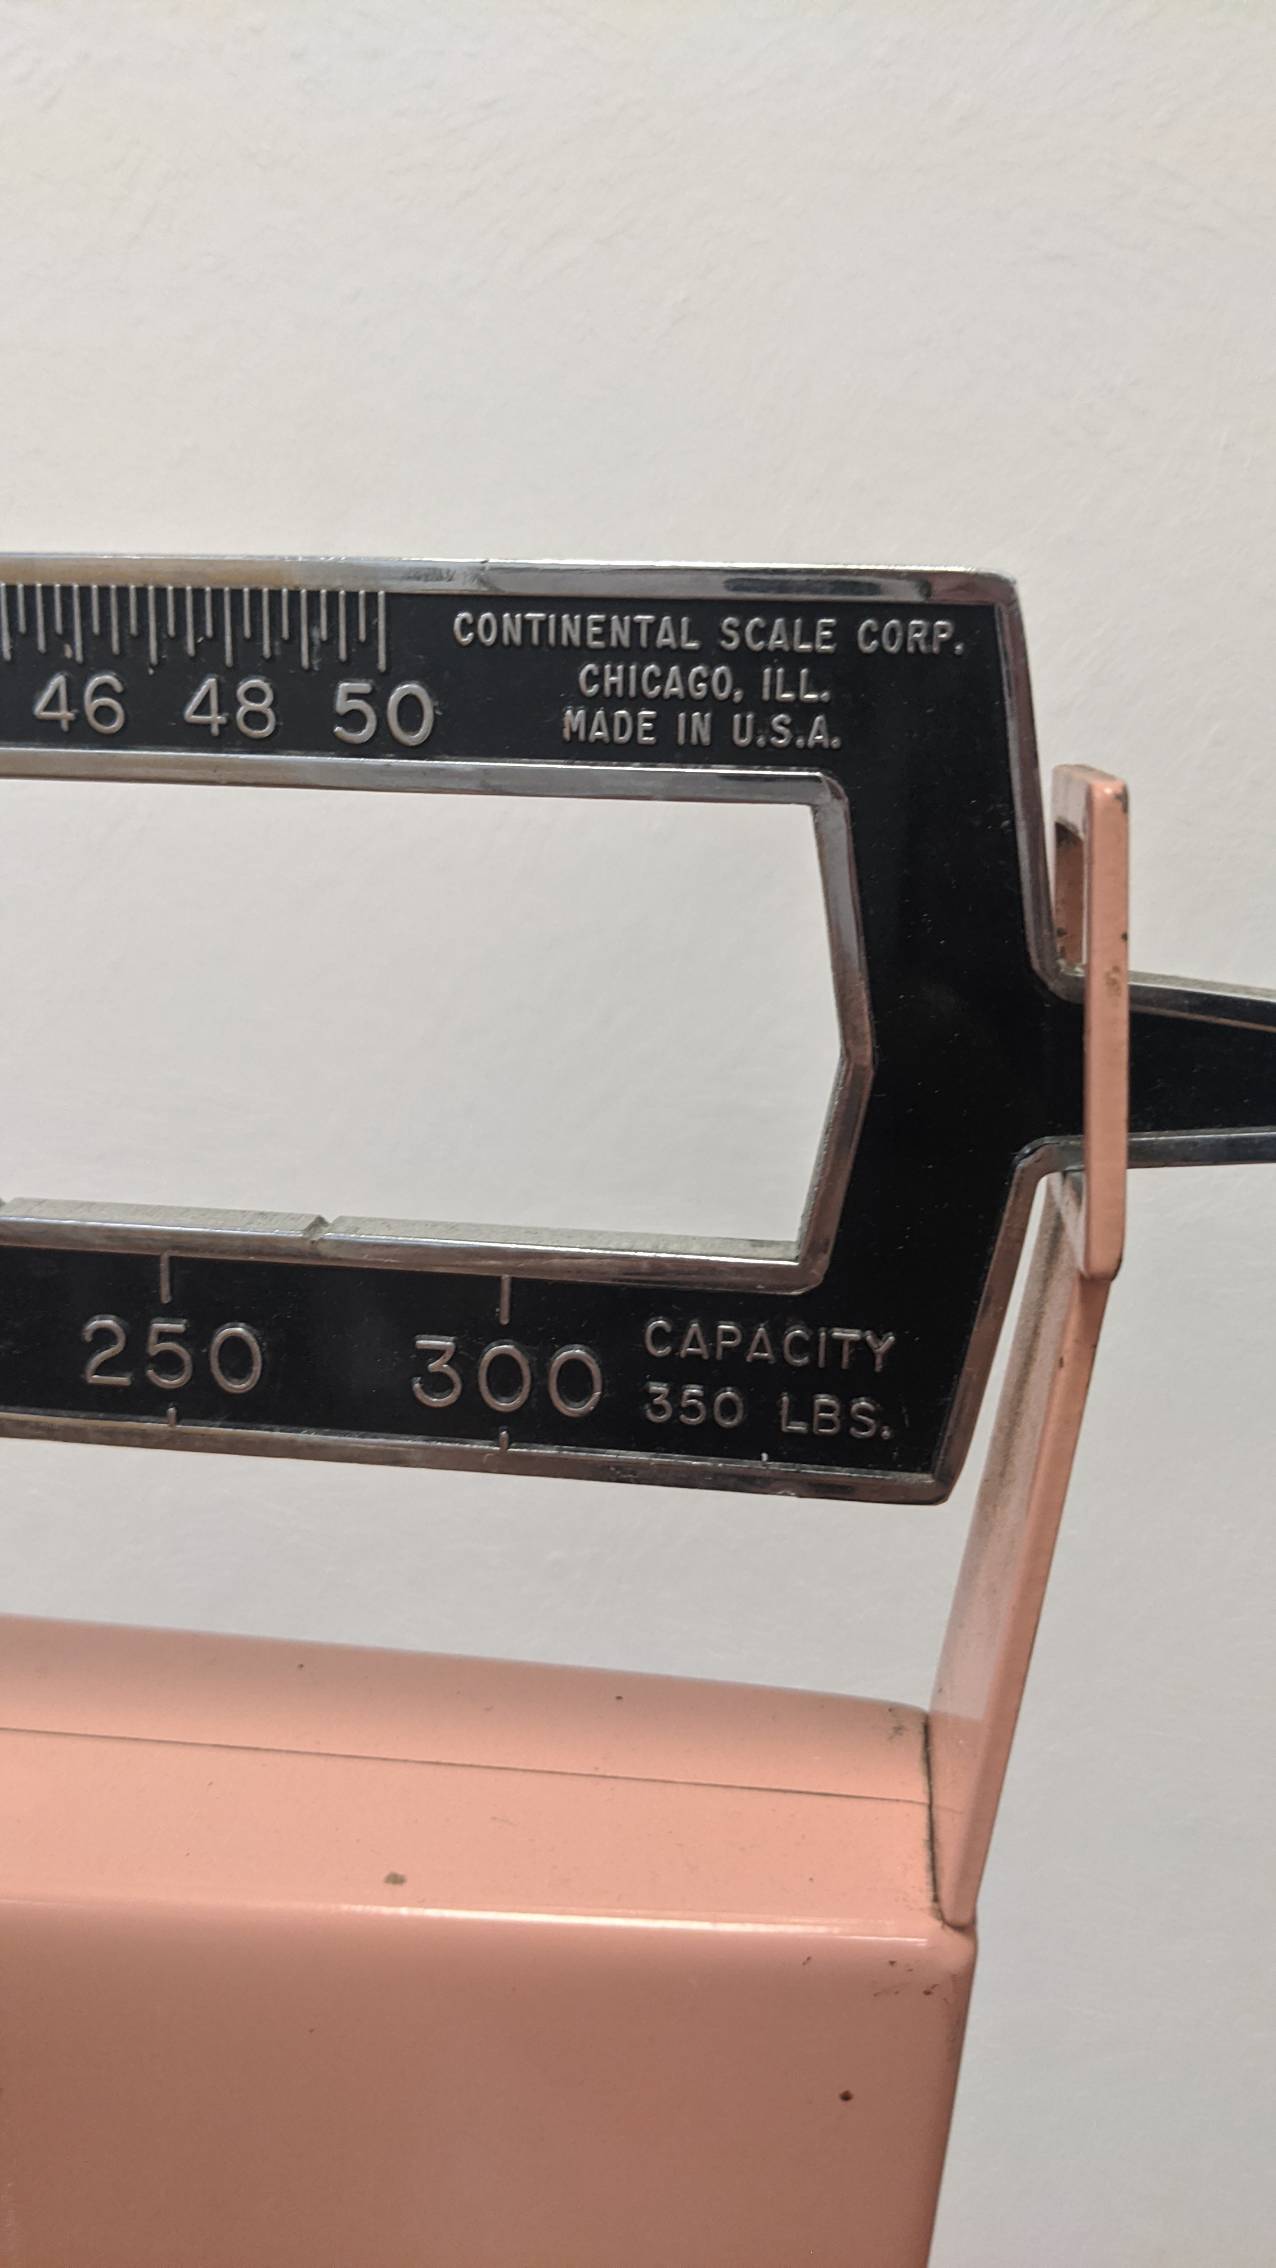 CONTINENTAL SCALE CORP.
CHICAGO, ILL.
MADE IN U.S.A.
46 48 50
250 300
CAPACITY
350 LBS.